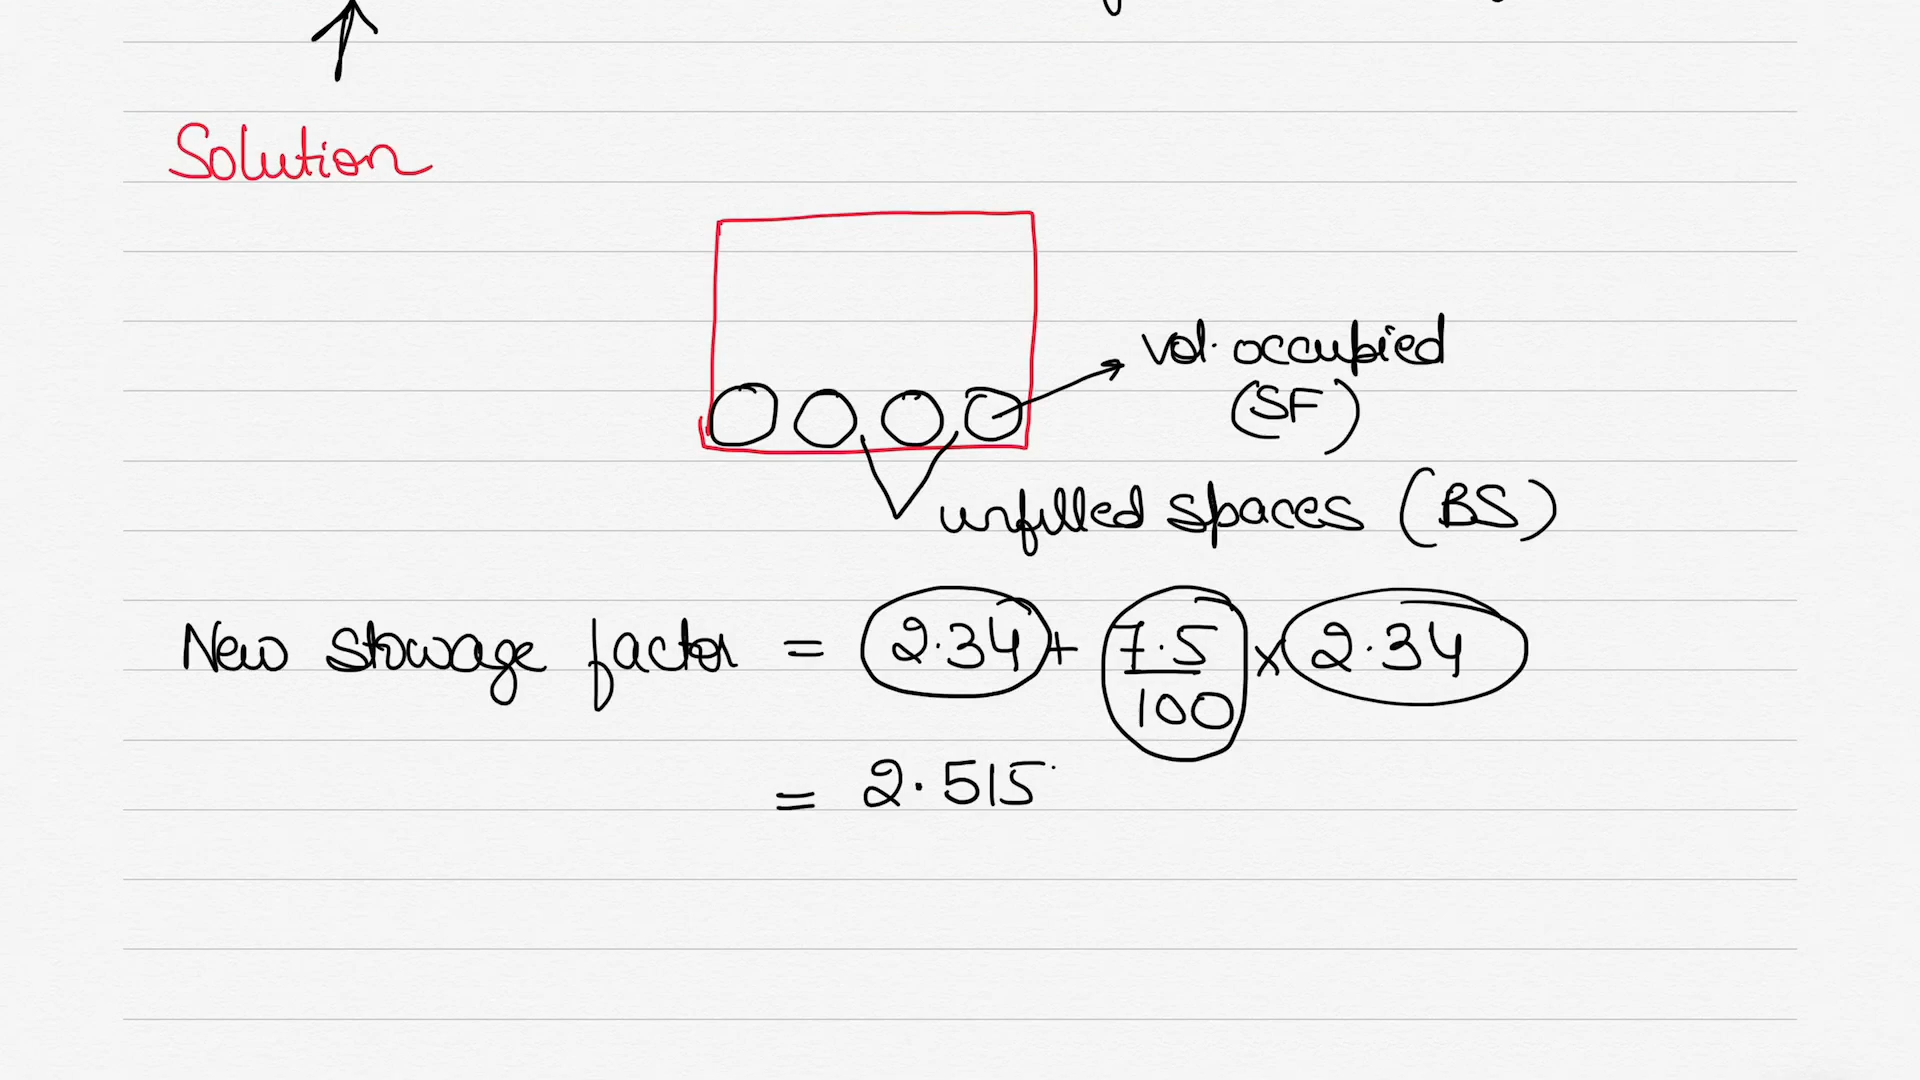 Solution
vol. occupied
(SF)
unfilled spaces (BS)
New stowage factor = 2.34 + 7.5/100 x 2.34
= 2.515